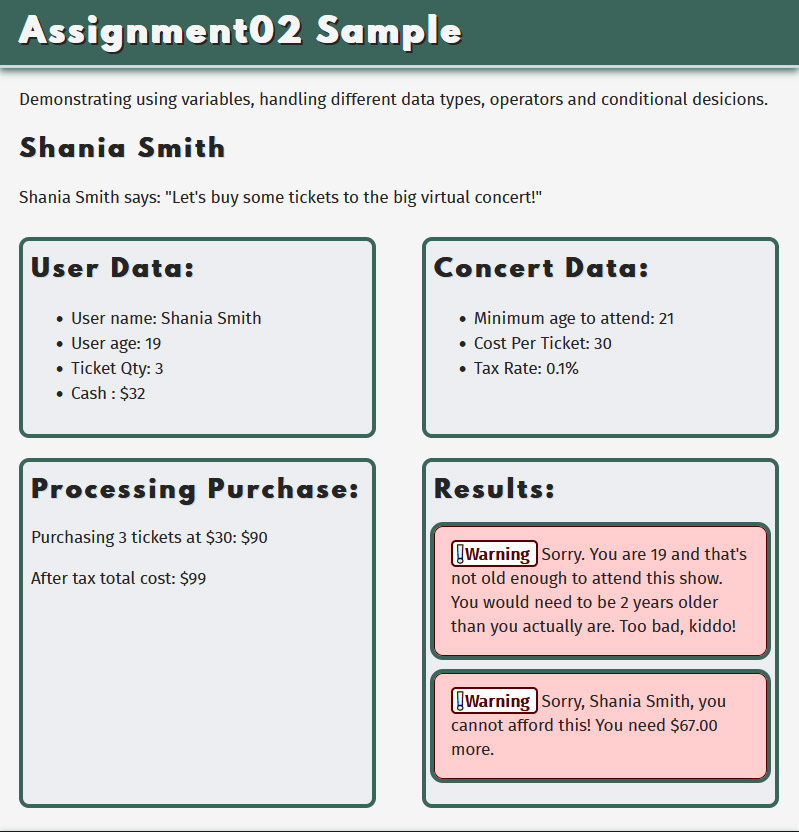 Assignment02 Sample
Demonstrating using variables, handling different data types, operators and conditional desicions.
Shania Smith
Shania Smith says: "Let's buy some tickets to the big virtual concert!"
User Data:
• User name: Shania Smith
• User age: 19
• Ticket Qty: 3
• Cash : $32
Concert Data:
• Minimum age to attend: 21
• Cost Per Ticket: 30
• Tax Rate: 0.1%
Processing Purchase:
Purchasing 3 tickets at $30: $90
After tax total cost: $99
Results:
❕Warning Sorry. You are 19 and that's
not old enough to attend this show.
You would need to be 2 years older
than you actually are. Too bad, kiddo!
❕Warning Sorry, Shania Smith, you
cannot afford this! You need $67.00
more.